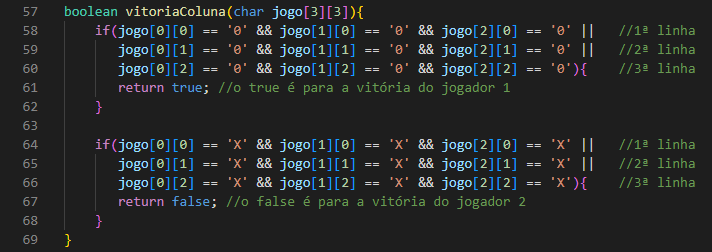 57 boolean vitoriaColuna(char jogo[3][3]){
58 if(jogo[0][0] == '0' && jogo[1][0] == '0' && jogo[2][0] == '0' || //1ª linha
59 jogo[0][1] == '0' && jogo[1][1] == '0' && jogo[2][1] == '0' || //2ª linha
60 jogo[0][2] == '0' && jogo[1][2] == '0' && jogo[2][2] == '0'){ //3ª linha
61 return true; //o true é para a vitória do jogador 1
62 }
63
64 if(jogo[0][0] == 'X' && jogo[1][0] == 'X' && jogo[2][0] == 'X' || //1ª linha
65 jogo[0][1] == 'X' && jogo[1][1] == 'X' && jogo[2][1] == 'X' || //2ª linha
66 jogo[0][2] == 'X' && jogo[1][2] == 'X' && jogo[2][2] == 'X'){ //3ª linha
67 return false; //o false é para a vitória do jogador 2
68 }
69 }